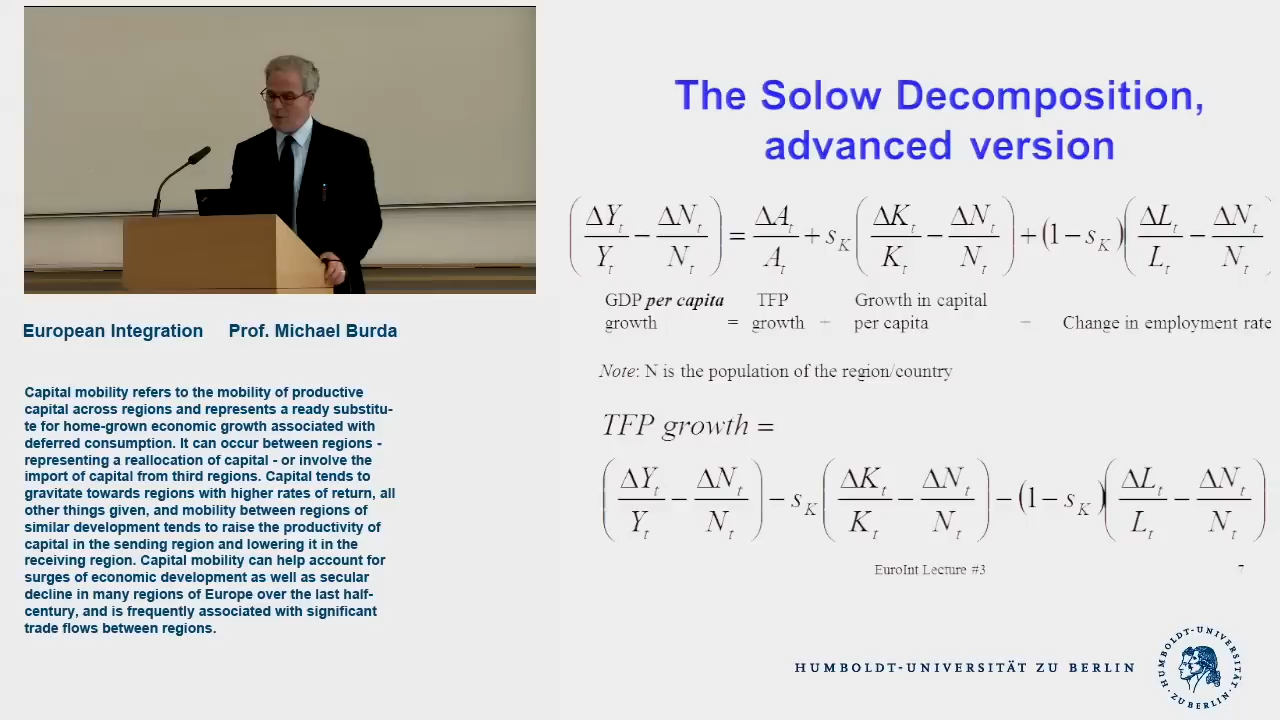 The Solow Decomposition,
advanced version
(ΔY_t/Y_t − ΔN_t/N_t) = ΔA_t/A_t + s_K (ΔK_t/K_t − ΔN_t/N_t) + (1 − s_K)(ΔL_t/L_t − ΔN_t/N_t)
GDP per capita TFP Growth in capital
growth = growth + per capita − Change in employment rate
Note: N is the population of the region/country
TFP growth =
(ΔY_t/Y_t − ΔN_t/N_t) − s_K (ΔK_t/K_t − ΔN_t/N_t) − (1 − s_K)(ΔL_t/L_t − ΔN_t/N_t)
EuroInt Lecture #3 7
European Integration Prof. Michael Burda
Capital mobility refers to the mobility of productive
capital across regions and represents a ready substitu-
te for home-grown economic growth associated with
deferred consumption. It can occur between regions -
representing a reallocation of capital - or involve the
import of capital from third regions. Capital tends to
gravitate towards regions with higher rates of return, all
other things given, and mobility between regions of
similar development tends to raise the productivity of
capital in the sending region and lowering it in the
receiving region. Capital mobility can help account for
surges of economic development as well as secular
decline in many regions of Europe over the last half-
century, and is frequently associated with significant
trade flows between regions.
HUMBOLDT-UNIVERSITÄT ZU BERLIN
HUMBOLDT-UNIVERSITÄT · ZU BERLIN ·